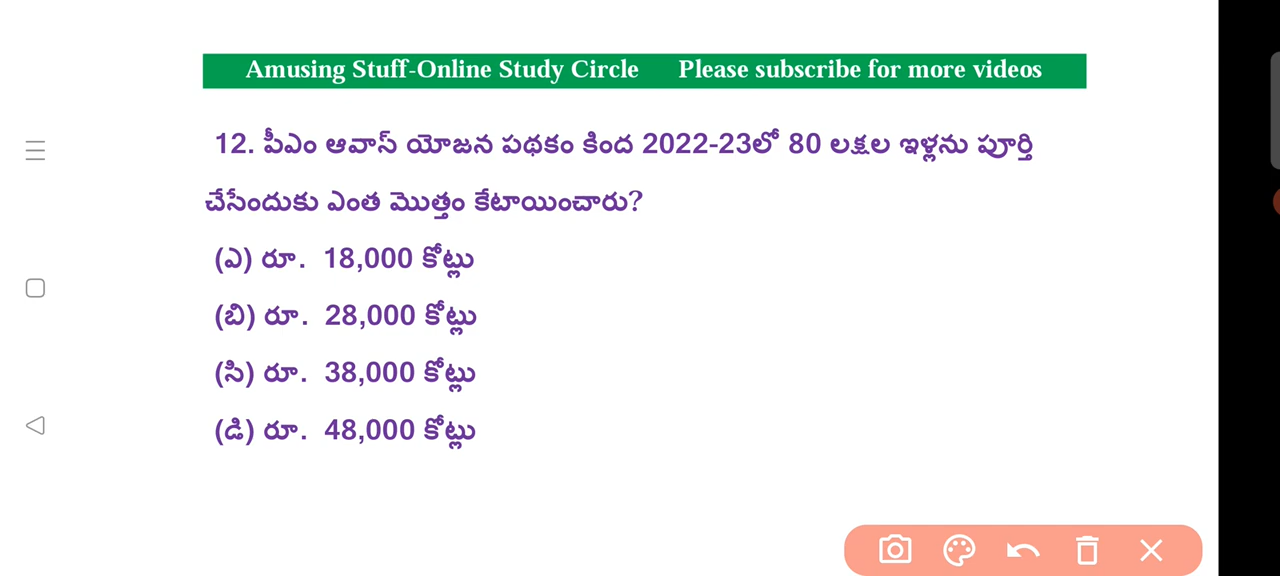 Amusing Stuff-Online Study Circle Please subscribe for more videos
12. పీఎం ఆవాస్ యోజన పథకం కింద 2022-23లో 80 లక్షల ఇళ్లను పూర్తి
చేసేందుకు ఎంత మొత్తం కేటాయించారు?
(ఎ) రూ. 18,000 కోట్లు
(బి) రూ. 28,000 కోట్లు
(సి) రూ. 38,000 కోట్లు
(డి) రూ. 48,000 కోట్లు